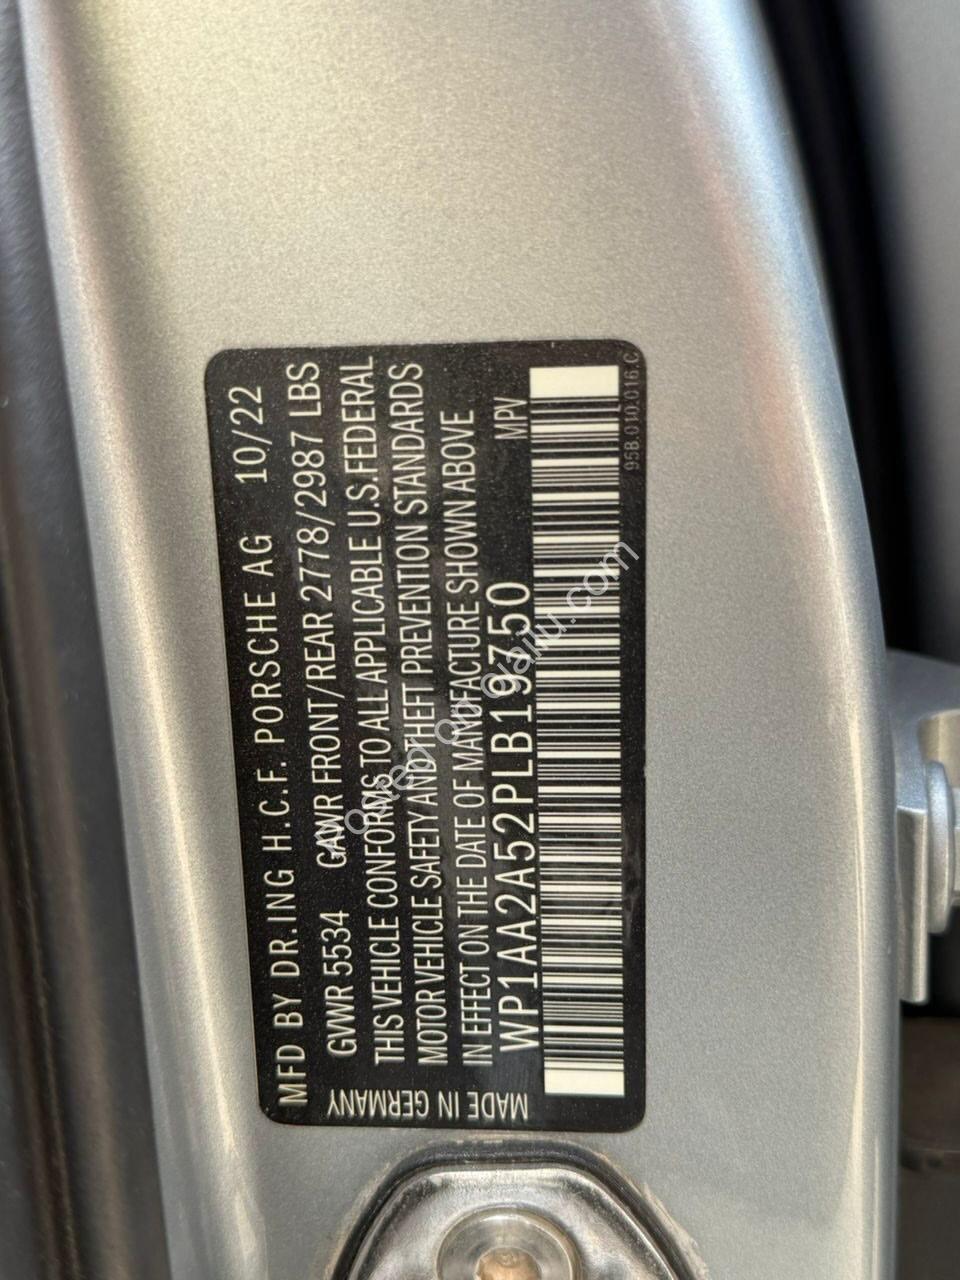 MFD BY DR.ING H.C.F. PORSCHE AG 10/22
GVWR 5534 GAWR FRONT/REAR 2778/2987 LBS
THIS VEHICLE CONFORMS TO ALL APPLICABLE U.S.FEDERAL
MOTOR VEHICLE SAFETY AND THEFT PREVENTION STANDARDS
IN EFFECT ON THE DATE OF MANUFACTURE SHOWN ABOVE
WP1AA2A52PLB19750 MPV
MADE IN GERMANY
95B.010.016.C